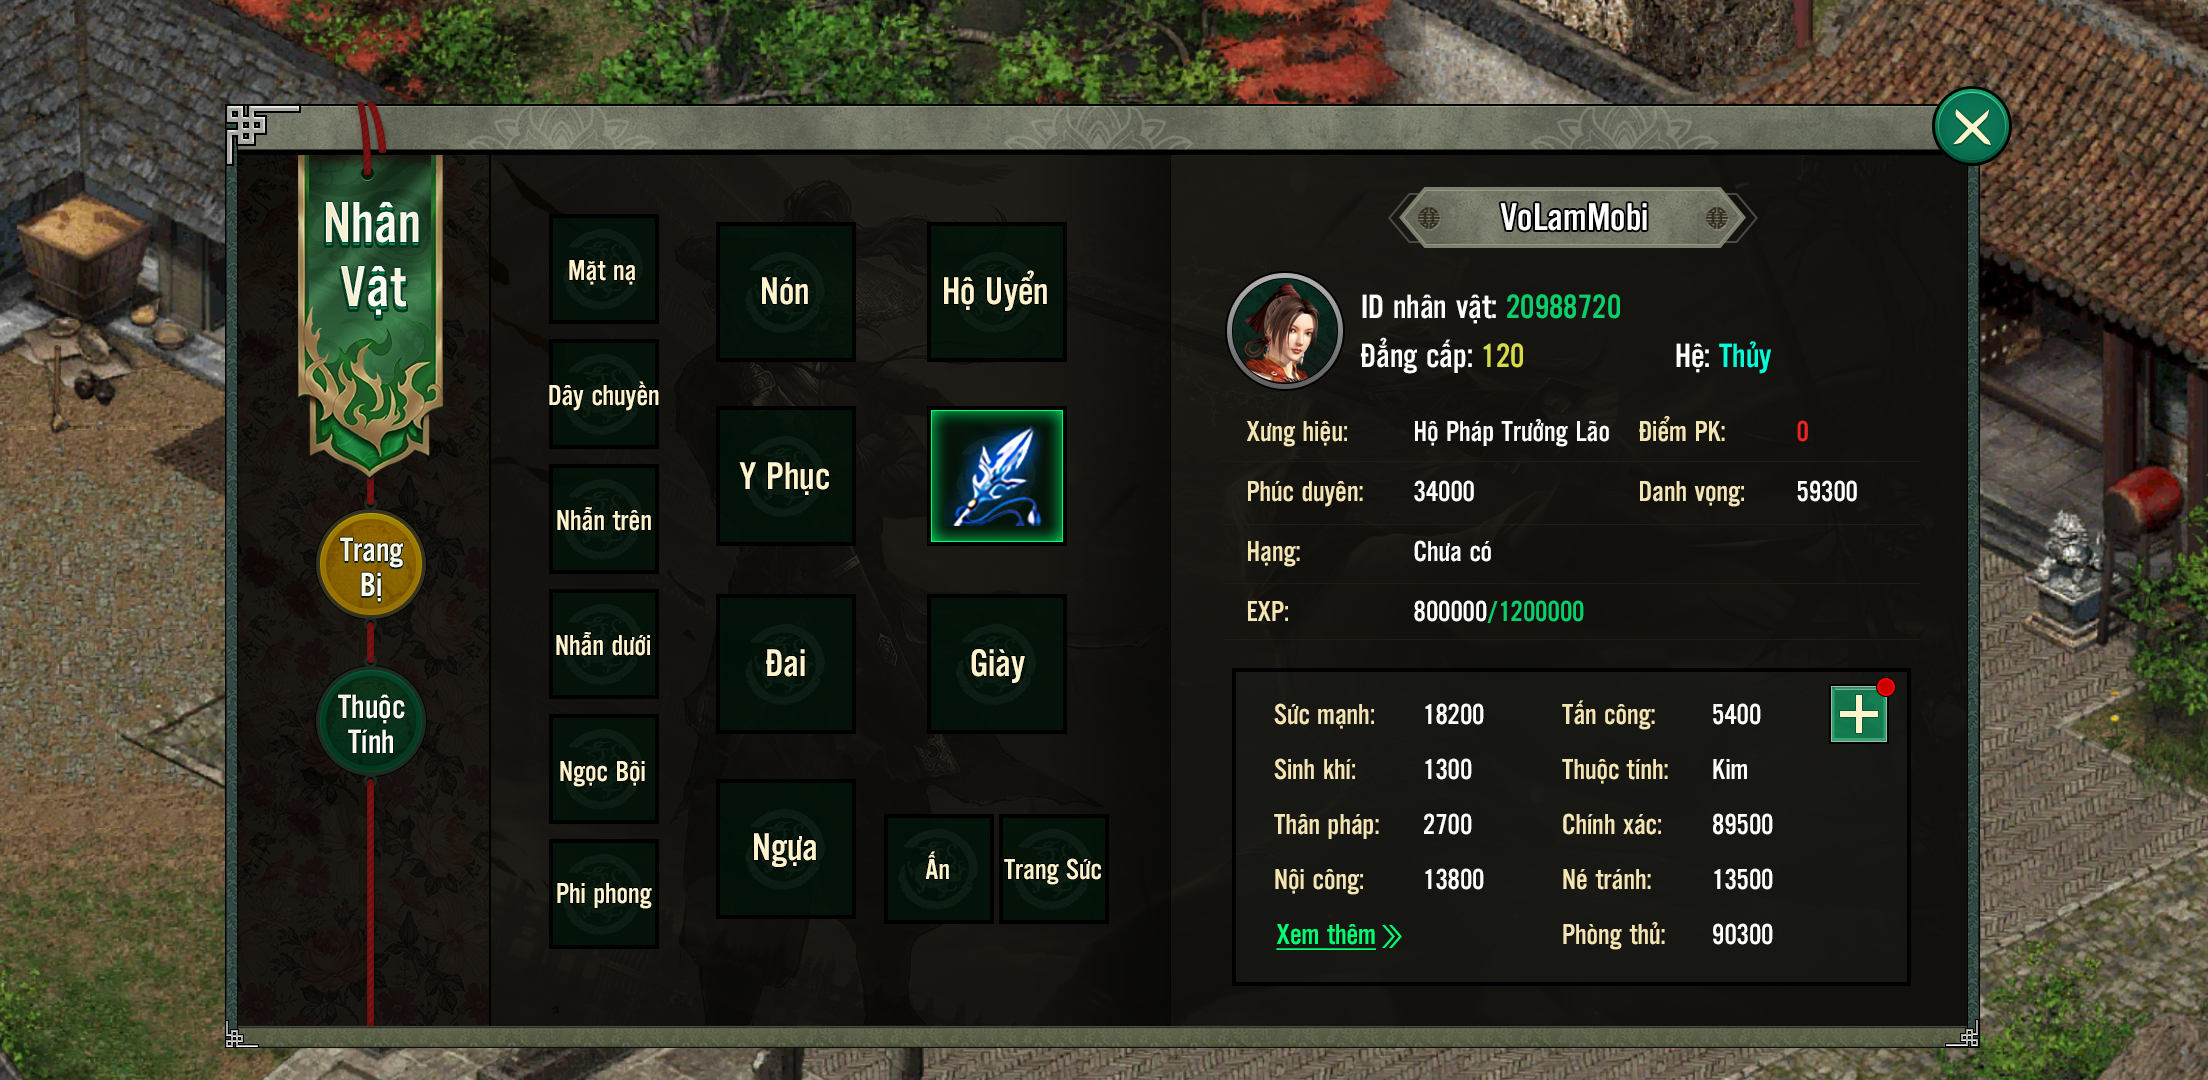 Nhân
Vật
Trang
Bị
Thuộc
Tính
Mặt nạ
Dây chuyền
Nhẫn trên
Nhẫn dưới
Ngọc Bội
Phi phong
Nón
Hộ Uyển
Y Phục
Đai
Giày
Ngựa
Ấn
Trang Sức
VoLamMobi
ID nhân vật: 20988720
Đẳng cấp: 120 Hệ: Thủy
Xưng hiệu: Hộ Pháp Trưởng Lão Điểm PK: 0
Phúc duyên: 34000 Danh vọng: 59300
Hạng: Chưa có
EXP: 800000/1200000
Sức mạnh: 18200 Tấn công: 5400
Sinh khí: 1300 Thuộc tính: Kim
Thân pháp: 2700 Chính xác: 89500
Nội công: 13800 Né tránh: 13500
Xem thêm Phòng thủ: 90300